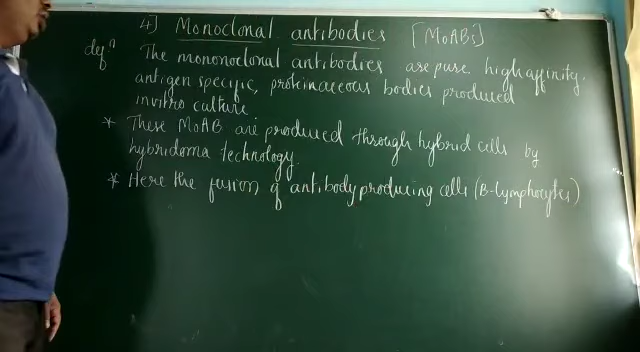 4] Monoclonal antibodies [MoABs]
defⁿ The mononoclonal antibodies are pure high affinity,
antigen specific, proteinaceous bodies produced
invitro culture
* These MoAB are produced through hybrid cells by
hybridoma technology.
* Here the fusion of antibody producing cells (B-lymphocytes)